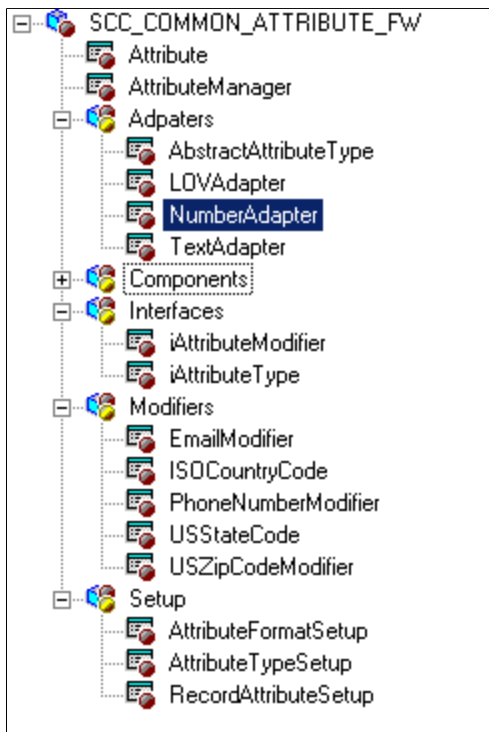 SCC_COMMON_ATTRIBUTE_FW
Attribute
AttributeManager
Adpaters
AbstractAttributeType
LOVAdapter
NumberAdapter
TextAdapter
Components
Interfaces
iAttributeModifier
iAttributeType
Modifiers
EmailModifier
ISOCountryCode
PhoneNumberModifier
USStateCode
USZipCodeModifier
Setup
AttributeFormatSetup
AttributeTypeSetup
RecordAttributeSetup